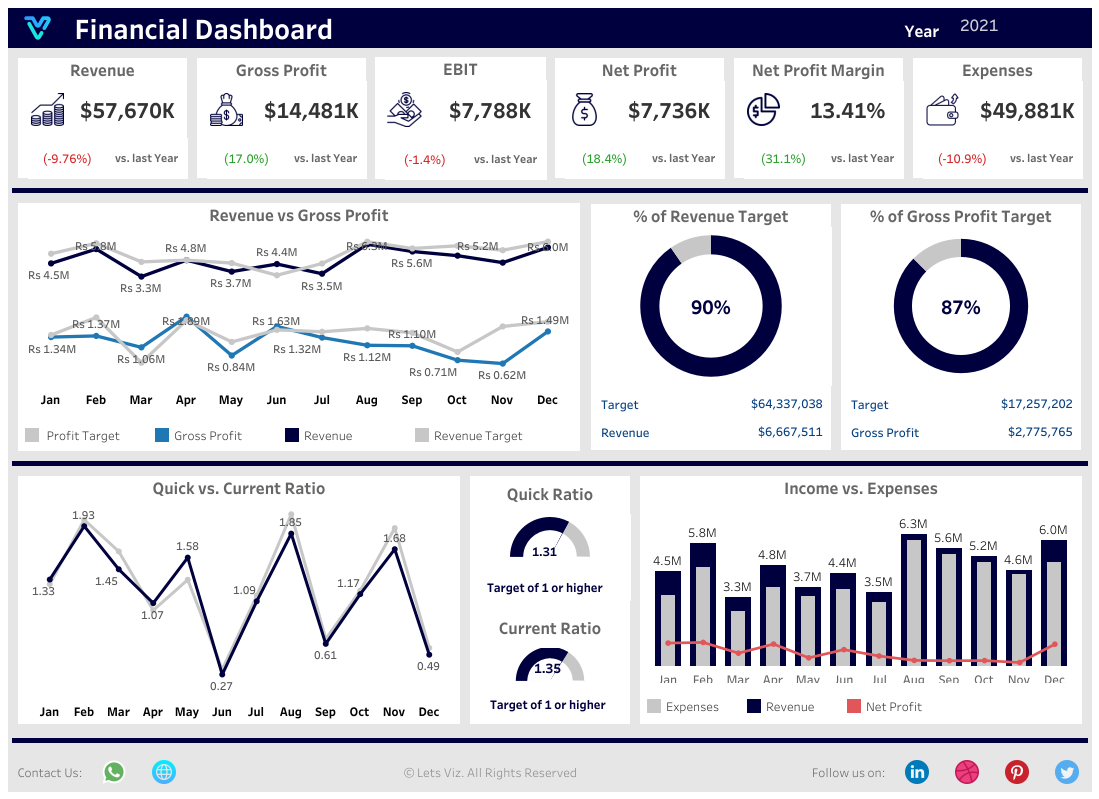 Financial Dashboard
Year 2021
Revenue
$57,670K
(-9.76%) vs. last Year
Gross Profit
$14,481K
(17.0%) vs. last Year
EBIT
$7,788K
(-1.4%) vs. last Year
Net Profit
$7,736K
(18.4%) vs. last Year
Net Profit Margin
13.41%
(31.1%) vs. last Year
Expenses
$49,881K
(-10.9%) vs. last Year
Revenue vs Gross Profit
Rs 4.5M
Rs 5.8M
Rs 3.3M
Rs 4.8M
Rs 3.7M
Rs 4.4M
Rs 3.5M
Rs 6.3M
Rs 5.6M
Rs 5.2M
Rs 6.0M
Rs 1.34M
Rs 1.37M
Rs 1.06M
Rs 1.89M
Rs 0.84M
Rs 1.63M
Rs 1.32M
Rs 1.12M
Rs 1.10M
Rs 0.71M
Rs 0.62M
Rs 1.49M
Jan Feb Mar Apr May Jun Jul Aug Sep Oct Nov Dec
Profit Target Gross Profit Revenue Revenue Target
% of Revenue Target
90%
Target $64,337,038
Revenue $6,667,511
% of Gross Profit Target
87%
Target $17,257,202
Gross Profit $2,775,765
Quick vs. Current Ratio
1.33
1.93
1.45
1.07
1.58
0.27
1.09
1.85
0.61
1.17
1.68
0.49
Jan Feb Mar Apr May Jun Jul Aug Sep Oct Nov Dec
Quick Ratio
1.31
Target of 1 or higher
Current Ratio
1.35
Target of 1 or higher
Income vs. Expenses
4.5M
5.8M
3.3M
4.8M
3.7M
4.4M
3.5M
6.3M
5.6M
5.2M
4.6M
6.0M
Jan Feb Mar Apr May Jun Jul Aug Sep Oct Nov Dec
Expenses Revenue Net Profit
Contact Us:
© Lets Viz. All Rights Reserved
Follow us on:
in